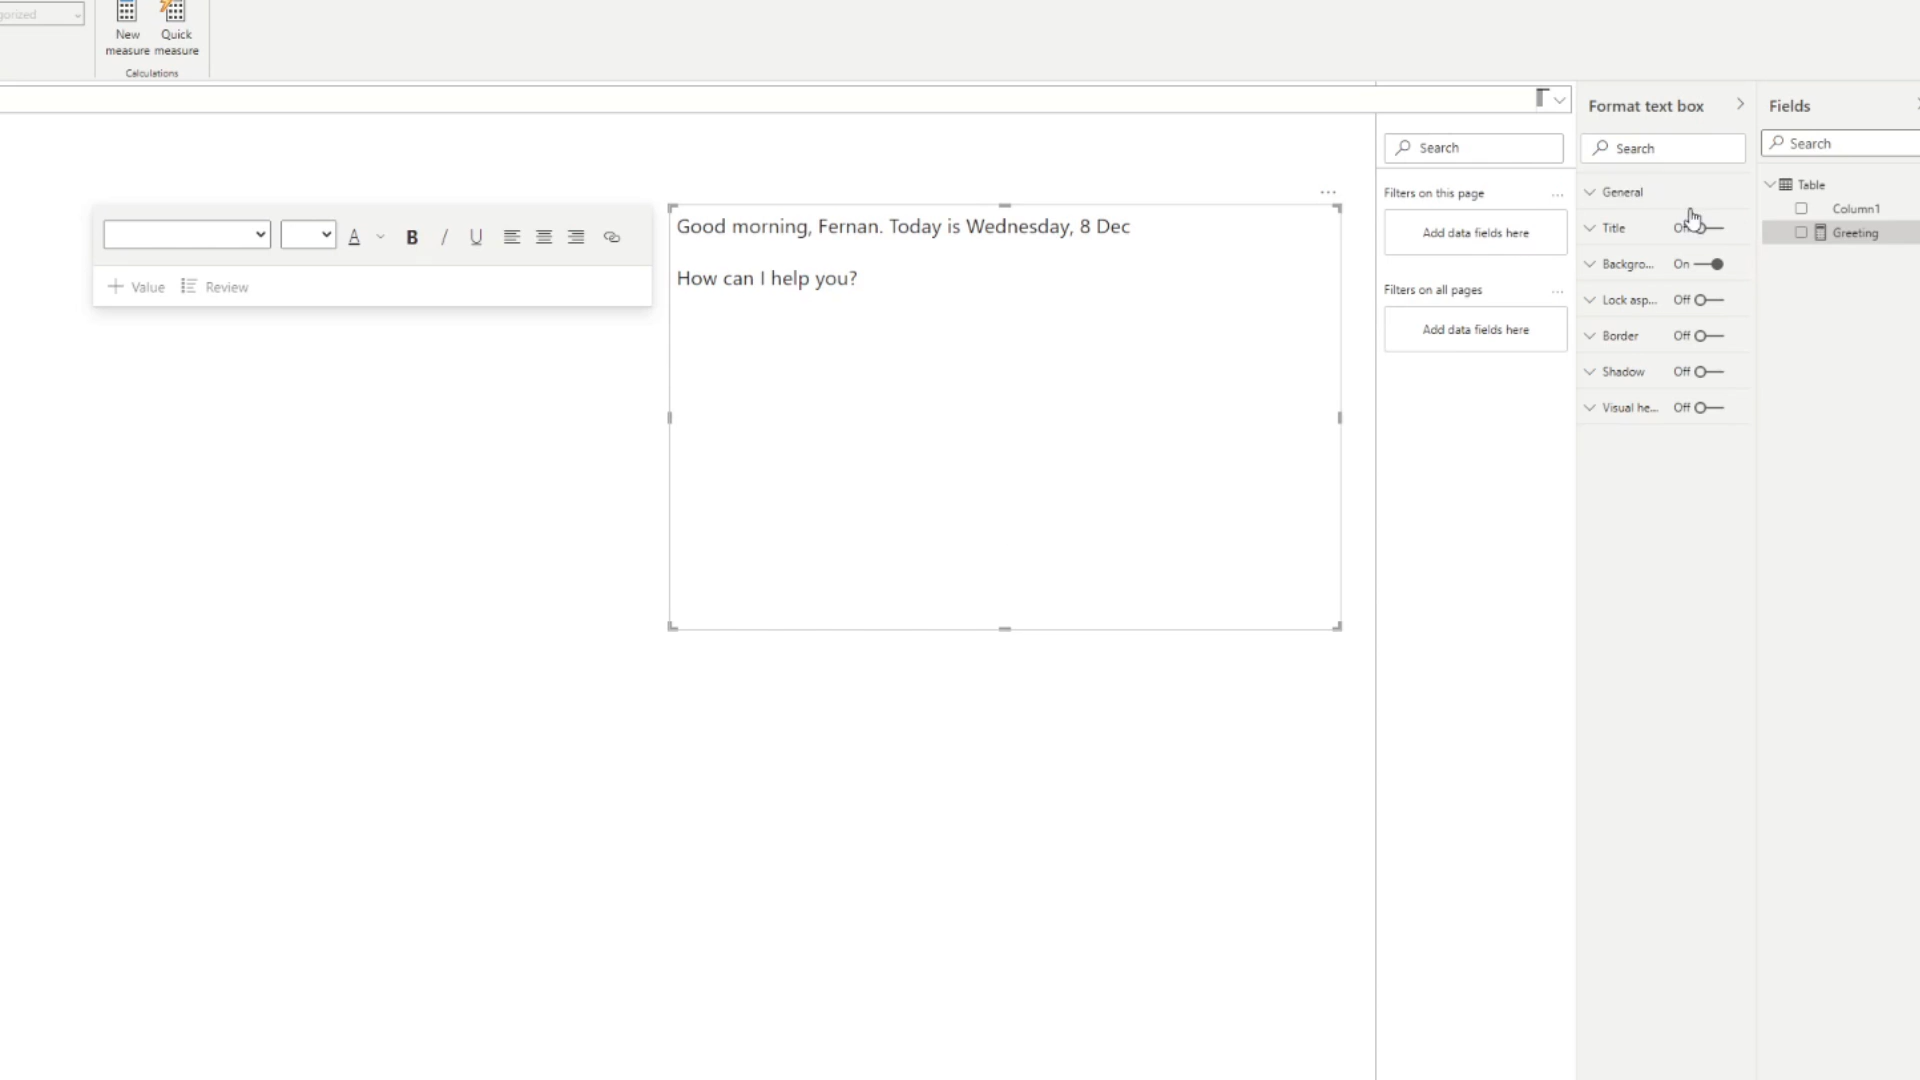 gorized
New measure
Quick measure
Calculations
Good morning, Fernan. Today is Wednesday, 8 Dec
How can I help you?
+ Value
Review
A
B
I
U
Search
Filters on this page
...
Add data fields here
Filters on all pages
...
Add data fields here
Format text box
Search
General
Title
Backgro... On
Lock asp... Off
Border Off
Shadow Off
Visual he... Off
Fields
Search
Table
Column1
Greeting